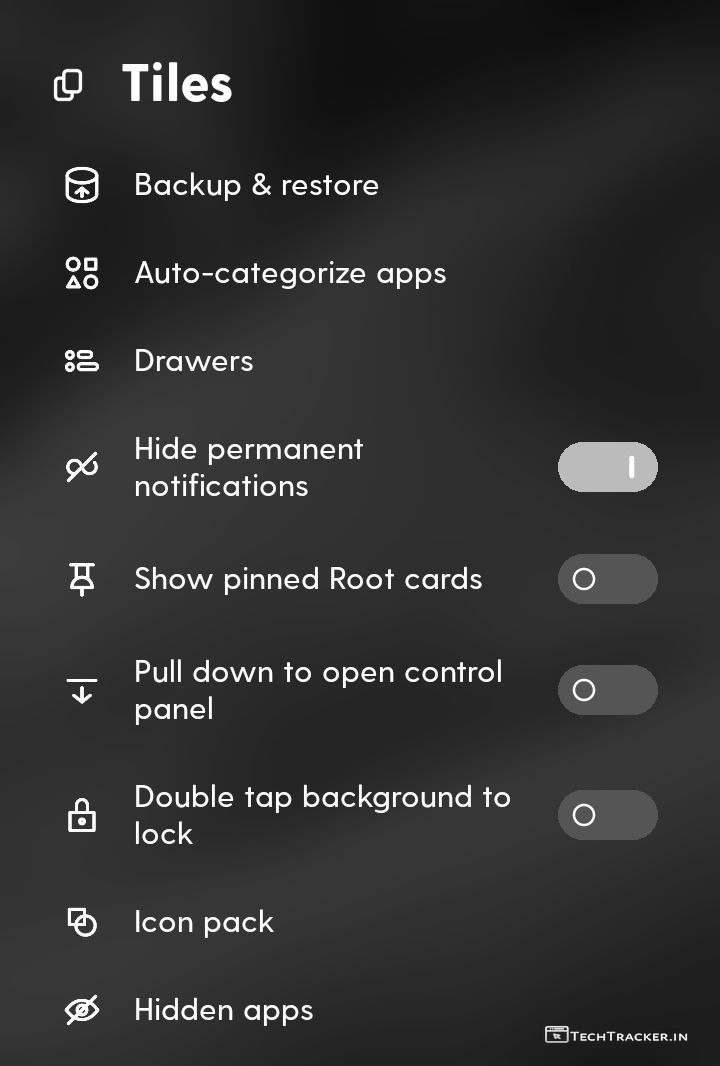 Tiles
Backup & restore
Auto-categorize apps
Drawers
Hide permanent
notifications
Show pinned Root cards
Pull down to open control
panel
Double tap background to
lock
Icon pack
Hidden apps
TechTracker.in